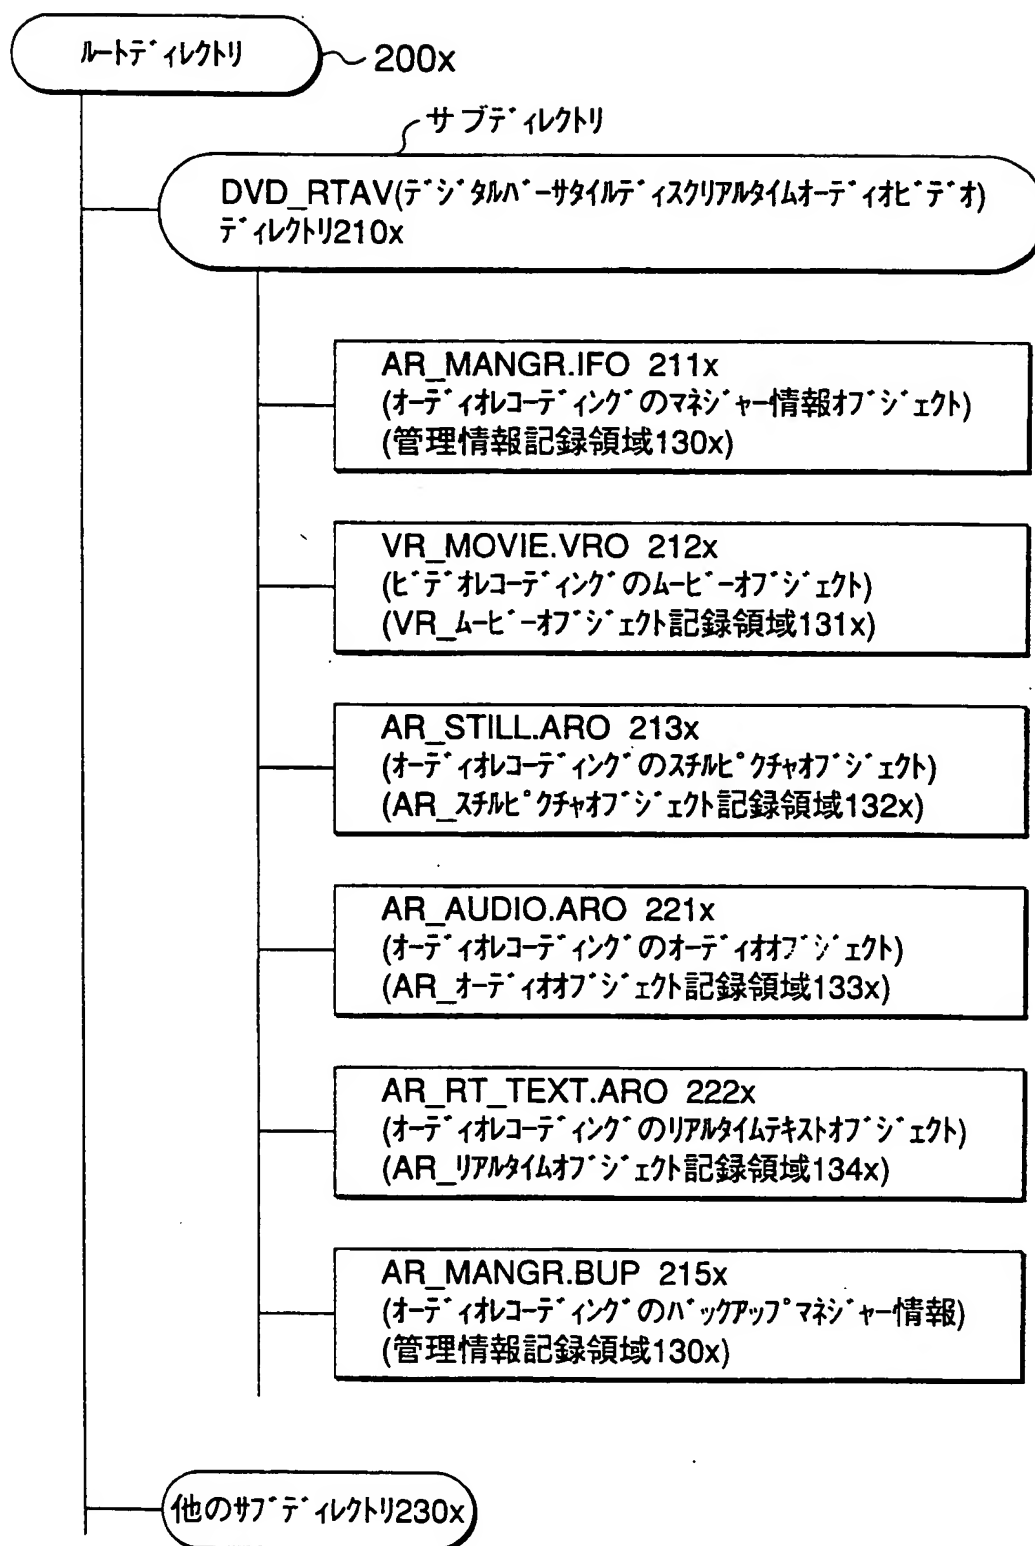 ルートディレクトリ
200x
サブディレクトリ
DVD_RTAV(デジタルバーサタイルディスクリアルタイムオーディオビデオ)
ディレクトリ210x
AR_MANGR.IFO 211x
(オーディオレコーディングのマネジャー情報オブジェクト)
(管理情報記録領域130x)
VR_MOVIE.VRO 212x
(ビデオレコーディングのムービーオブジェクト)
(VR_ムービーオブジェクト記録領域131x)
AR_STILL.ARO 213x
(オーディオレコーディングのスチルピクチャオブジェクト)
(AR_スチルピクチャオブジェクト記録領域132x)
AR_AUDIO.ARO 221x
(オーディオレコーディングのオーディオオブジェクト)
(AR_オーディオオブジェクト記録領域133x)
AR_RT_TEXT.ARO 222x
(オーディオレコーディングのリアルタイムテキストオブジェクト)
(AR_リアルタイムオブジェクト記録領域134x)
AR_MANGR.BUP 215x
(オーディオレコーディングのバックアップマネジャー情報)
(管理情報記録領域130x)
他のサブディレクトリ230x